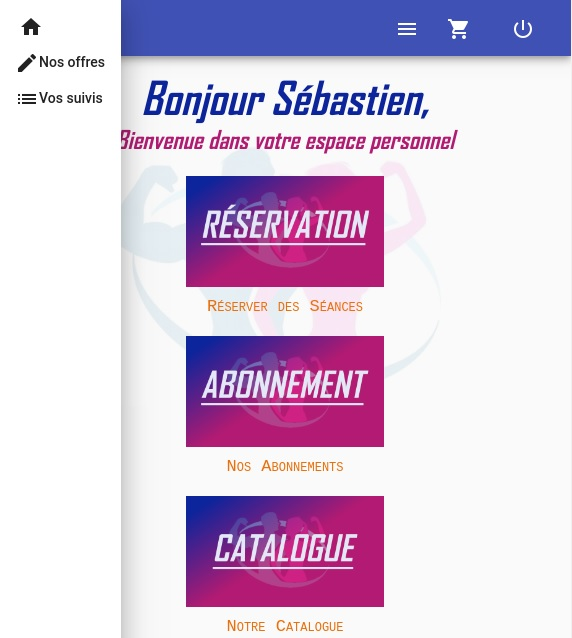 Nos offres
Vos suivis
Bonjour Sébastien,
Bienvenue dans votre espace personnel
RÉSERVATION
Réserver des Séances
ABONNEMENT
Nos Abonnements
CATALOGUE
Notre Catalogue